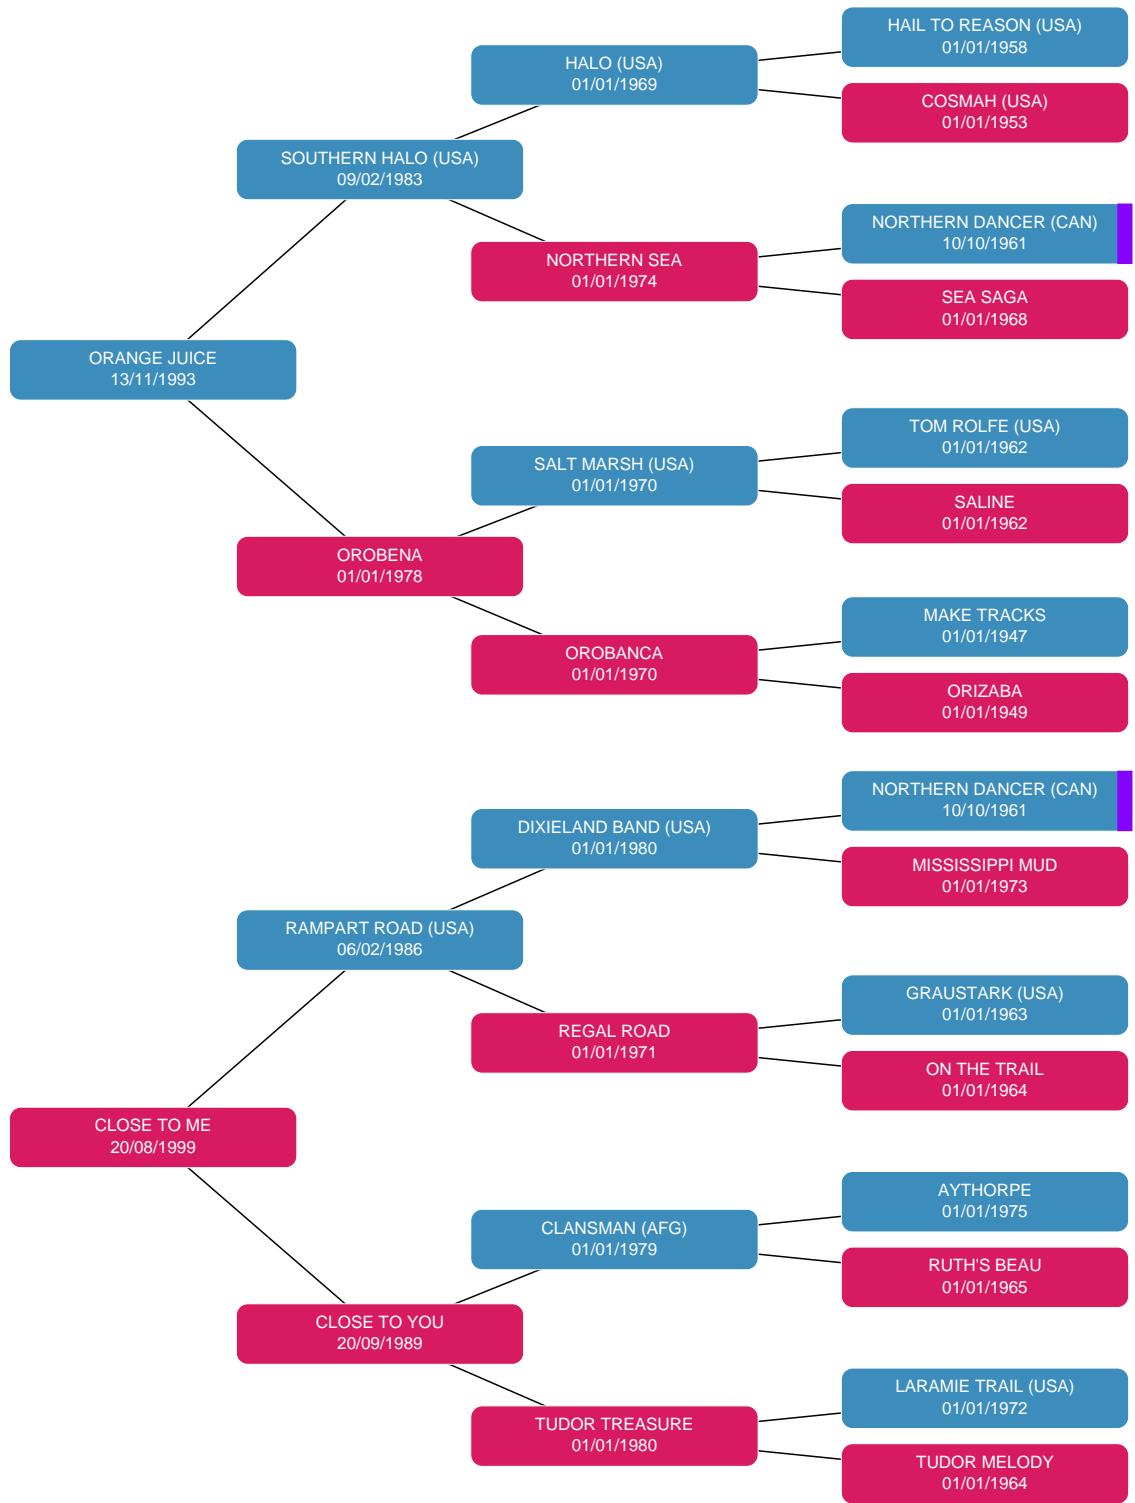 HAIL TO REASON (USA)
01/01/1958
HALO (USA)
01/01/1969
COSMAH (USA)
01/01/1953
SOUTHERN HALO (USA)
09/02/1983
NORTHERN DANCER (CAN)
10/10/1961
NORTHERN SEA
01/01/1974
SEA SAGA
01/01/1968
ORANGE JUICE
13/11/1993
TOM ROLFE (USA)
01/01/1962
SALT MARSH (USA)
01/01/1970
SALINE
01/01/1962
OROBENA
01/01/1978
MAKE TRACKS
01/01/1947
OROBANCA
01/01/1970
ORIZABA
01/01/1949
NORTHERN DANCER (CAN)
10/10/1961
DIXIELAND BAND (USA)
01/01/1980
MISSISSIPPI MUD
01/01/1973
RAMPART ROAD (USA)
06/02/1986
GRAUSTARK (USA)
01/01/1963
REGAL ROAD
01/01/1971
ON THE TRAIL
01/01/1964
CLOSE TO ME
20/08/1999
AYTHORPE
01/01/1975
CLANSMAN (AFG)
01/01/1979
RUTH'S BEAU
01/01/1965
CLOSE TO YOU
20/09/1989
LARAMIE TRAIL (USA)
01/01/1972
TUDOR TREASURE
01/01/1980
TUDOR MELODY
01/01/1964